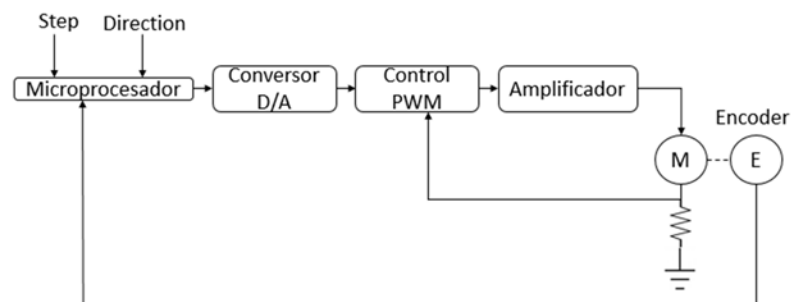 Step Direction
Microprocesador
Conversor
D/A
Control
PWM
Amplificador
Encoder
M
E